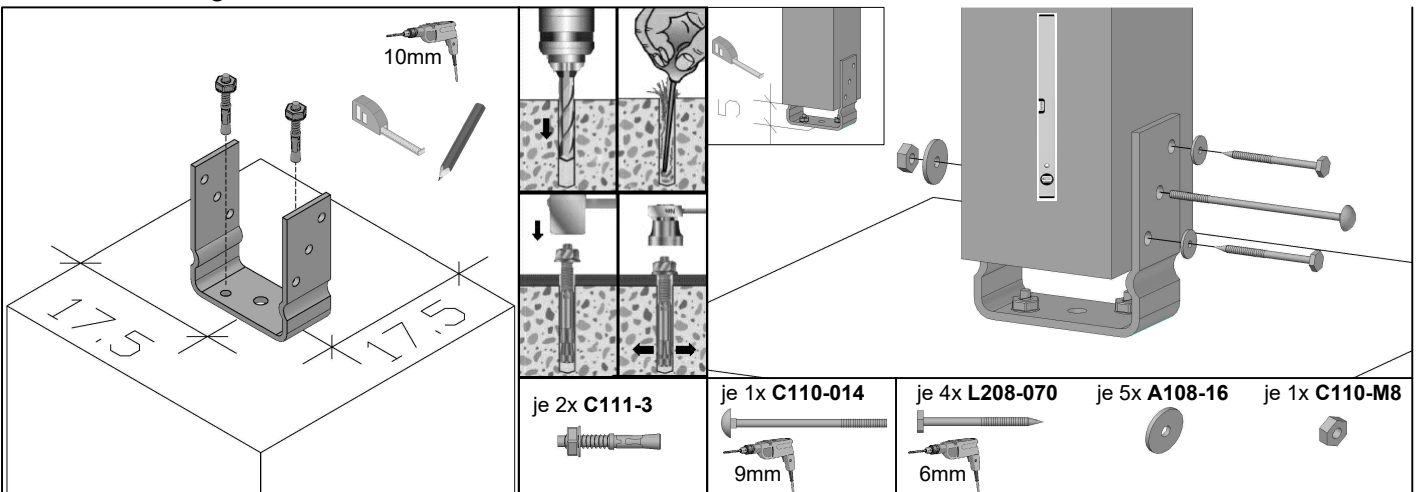 10mm
17.5
17.5
5
je 2x C111-3
je 1x C110-014
9mm
je 4x L208-070
6mm
je 5x A108-16
je 1x C110-M8